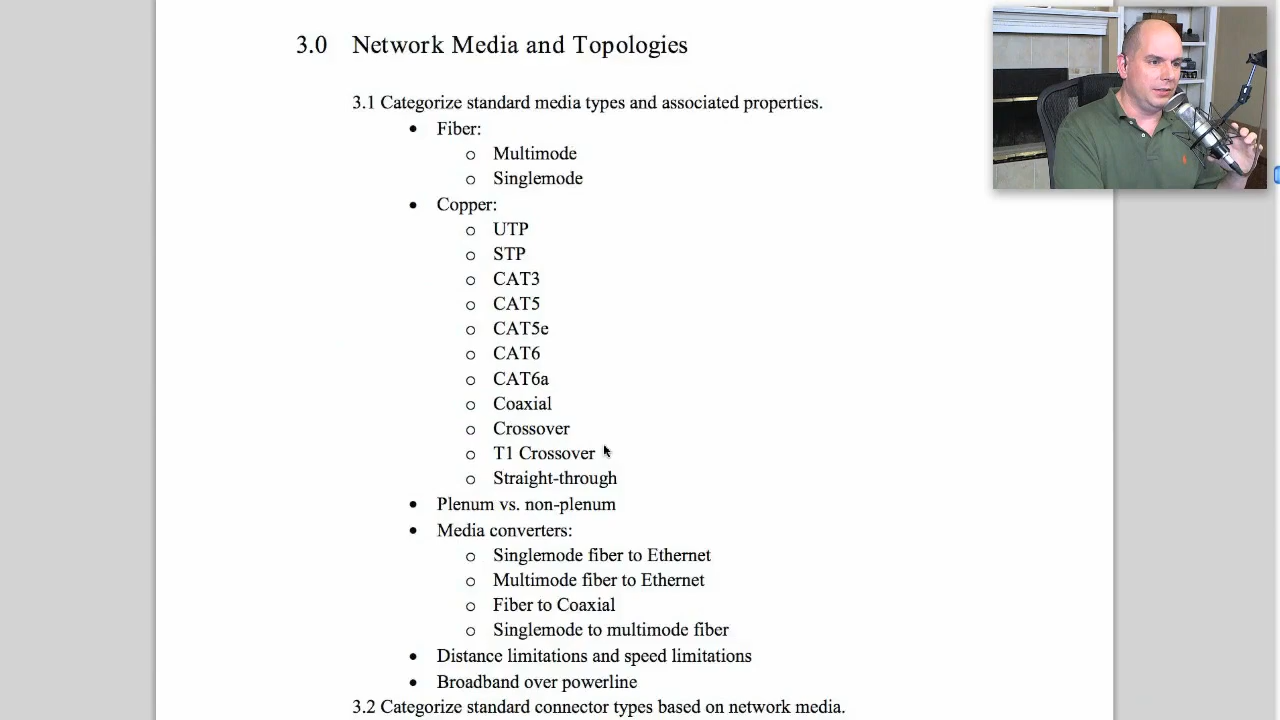 3.0 Network Media and Topologies
3.1 Categorize standard media types and associated properties.
• Fiber:
o Multimode
o Singlemode
• Copper:
o UTP
o STP
o CAT3
o CAT5
o CAT5e
o CAT6
o CAT6a
o Coaxial
o Crossover
o T1 Crossover
o Straight-through
• Plenum vs. non-plenum
• Media converters:
o Singlemode fiber to Ethernet
o Multimode fiber to Ethernet
o Fiber to Coaxial
o Singlemode to multimode fiber
• Distance limitations and speed limitations
• Broadband over powerline
3.2 Categorize standard connector types based on network media.